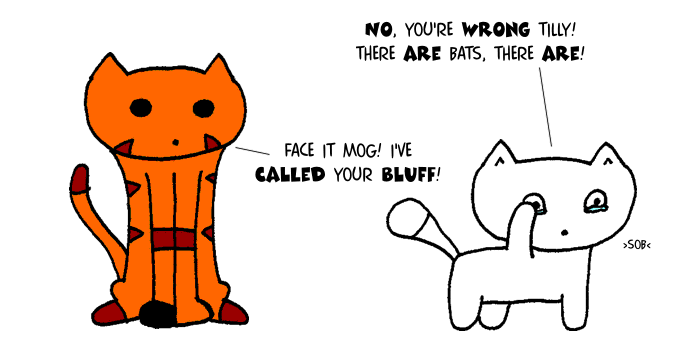 NO, YOU'RE WRONG TILLY!
THERE ARE BATS, THERE ARE!
FACE IT MOG! I'VE
CALLED YOUR BLUFF!
>SOB<